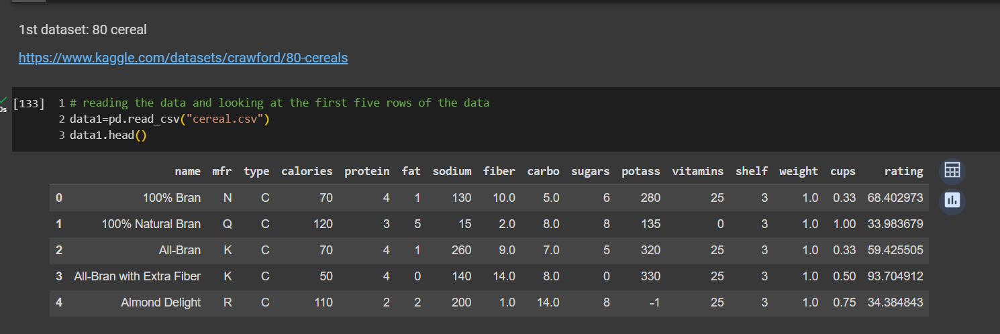 1st dataset: 80 cereal
https://www.kaggle.com/datasets/crawford/80-cereals
[133] 1 # reading the data and looking at the first five rows of the data
0s 2 data1=pd.read_csv("cereal.csv")
3 data1.head()
name mfr type calories protein fat sodium fiber carbo sugars potass vitamins shelf weight cups rating
0 100% Bran N C 70 4 1 130 10.0 5.0 6 280 25 3 1.0 0.33 68.402973
1 100% Natural Bran Q C 120 3 5 15 2.0 8.0 8 135 0 3 1.0 1.00 33.983679
2 All-Bran K C 70 4 1 260 9.0 7.0 5 320 25 3 1.0 0.33 59.425505
3 All-Bran with Extra Fiber K C 50 4 0 140 14.0 8.0 0 330 25 3 1.0 0.50 93.704912
4 Almond Delight R C 110 2 2 200 1.0 14.0 8 -1 25 3 1.0 0.75 34.384843